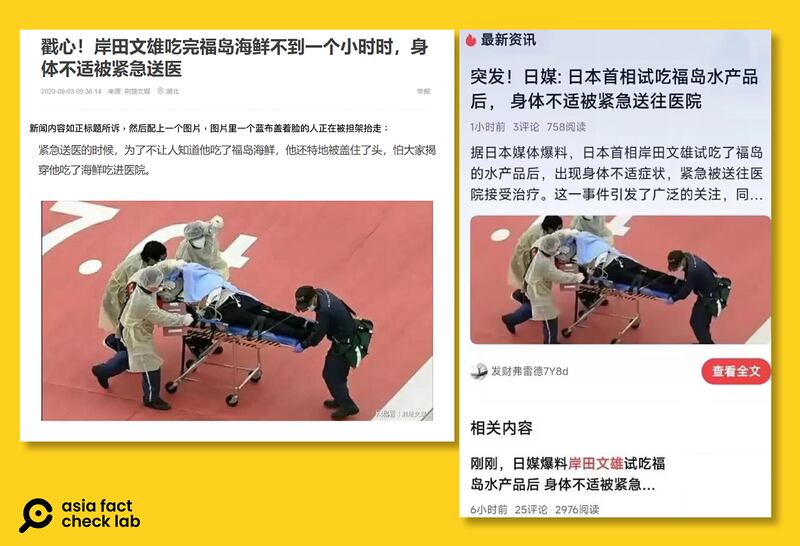 戳心！岸田文雄吃完福岛海鲜不到一个小时时，身
体不适被紧急送医
2023-09-03 09:36:14 来源: 荆楚文娱 湖北
举报
新闻内容如正标题所诉，然后配上一个图片，图片里一个蓝布盖着脸的人正在被担架抬走：
紧急送医的时候，为了不让人知道他吃了福岛海鲜，他还特地被盖住了头，怕大家揭
穿他吃了海鲜吃进医院。
最新资讯
突发！日媒: 日本首相试吃福岛水产品
后， 身体不适被紧急送往医院
1小时前 3评论 758阅读
据日本媒体爆料，日本首相岸田文雄试吃了福岛
的水产品后，出现身体不适症状，紧急被送往医
院接受治疗。这一事件引发了广泛的关注，同...
发财弗雷德7Y8d
查看全文
相关内容
刚刚，日媒爆料岸田文雄试吃福
岛水产品后 身体不适被紧急...
6小时前 25评论 2976阅读
asia fact
check lab